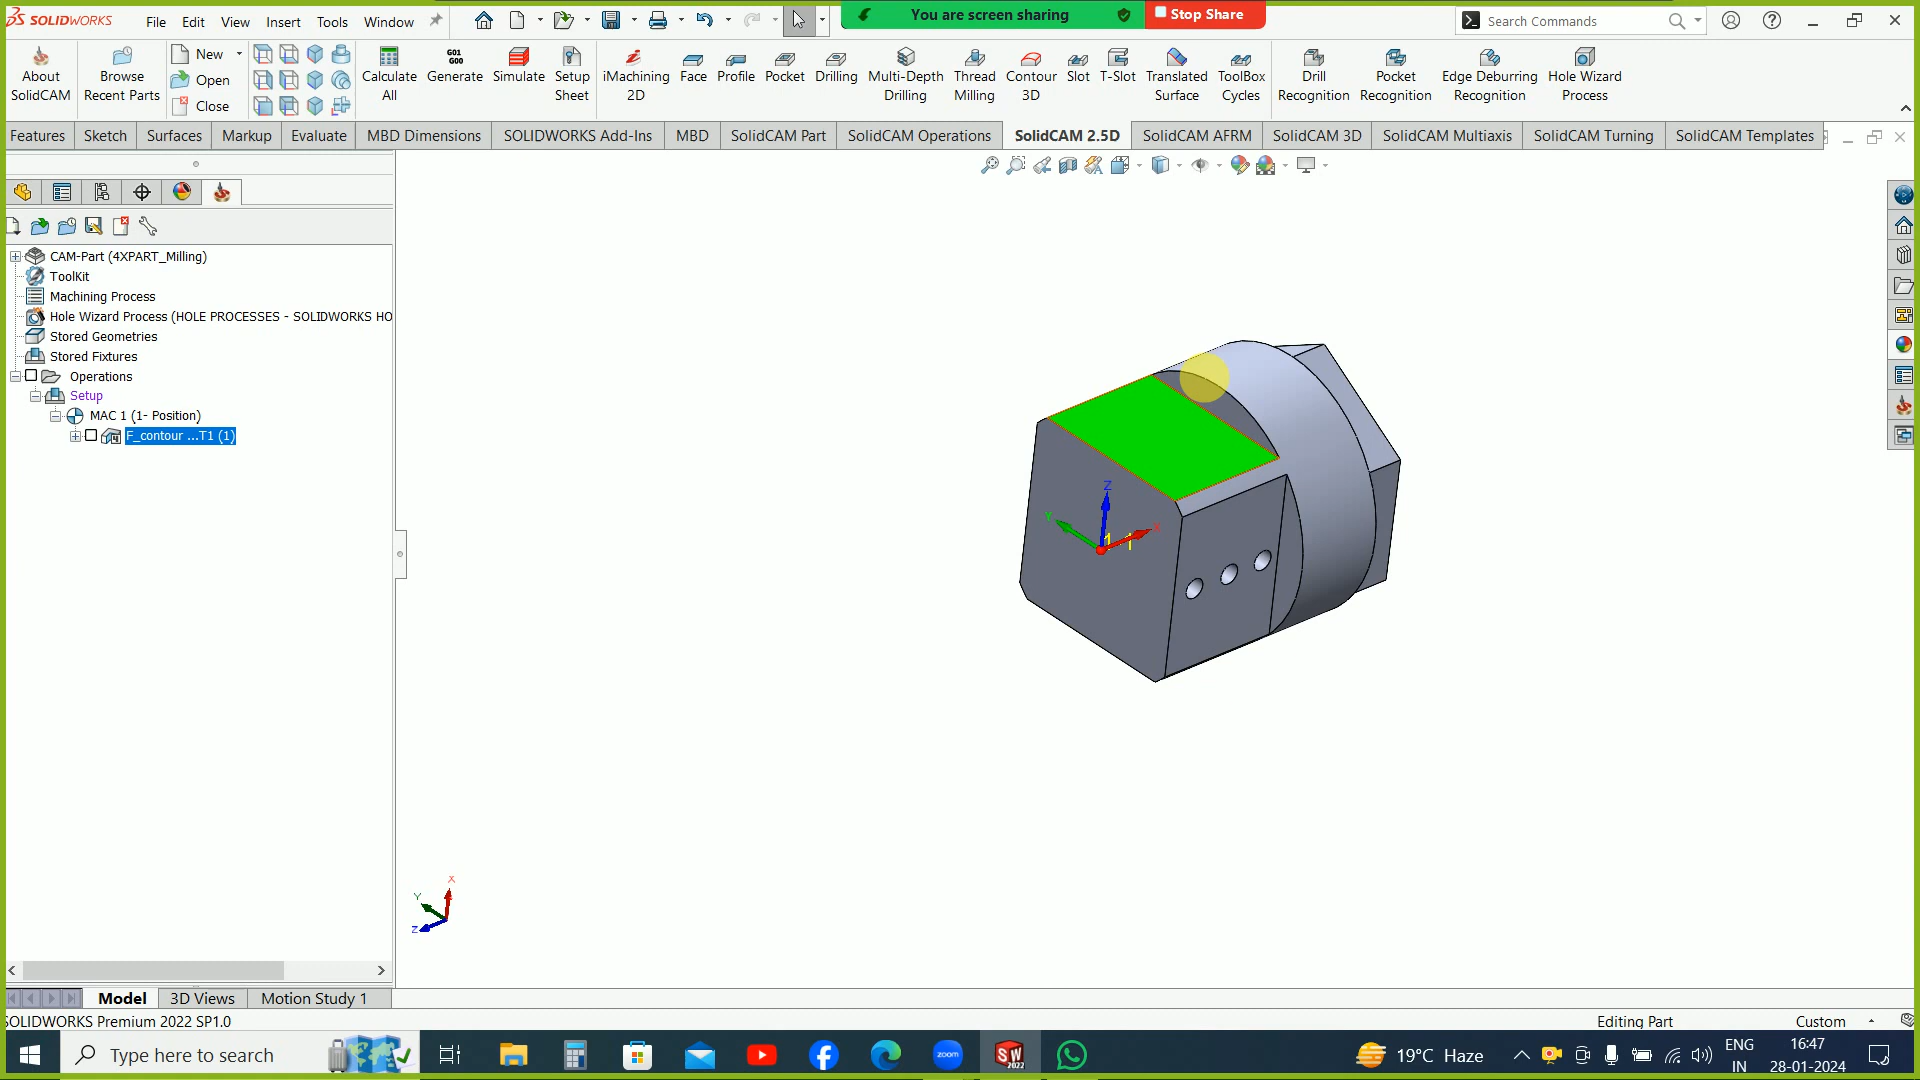 SOLIDWORKS File Edit View Insert Tools Window You are screen sharing Stop Share Search Commands
About SolidCAM
Browse Recent Parts
New
Open
Close
Calculate All
G01 G00
Generate
Simulate
Setup Sheet
iMachining 2D
Face
Profile
Pocket
Drilling
Multi-Depth Drilling
Thread Milling
Contour 3D
Slot
T-Slot
Translated Surface
ToolBox Cycles
Drill Recognition
Pocket Recognition
Edge Deburring Recognition
Hole Wizard Process
Features Sketch Surfaces Markup Evaluate MBD Dimensions SOLIDWORKS Add-Ins MBD SolidCAM Part SolidCAM Operations SolidCAM 2.5D SolidCAM AFRM SolidCAM 3D SolidCAM Multiaxis SolidCAM Turning SolidCAM Templates
CAM-Part (4XPART_Milling)
ToolKit
Machining Process
Hole Wizard Process (HOLE PROCESSES - SOLIDWORKS HO
Stored Geometries
Stored Fixtures
Operations
Setup
MAC 1 (1- Position)
F_contour ...T1 (1)
Z
Y
X
X
Y
Z
Model 3D Views Motion Study 1
SOLIDWORKS Premium 2022 SP1.0 Editing Part Custom
Type here to search zoom SW 2022 19°C Haze ENG IN 16:47 28-01-2024